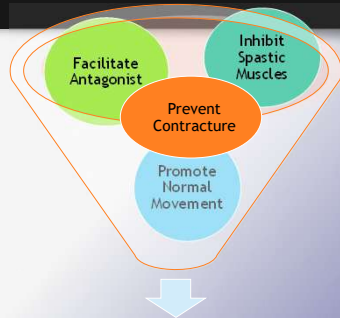 Facilitate
Antagonist
Inhibit
Spastic
Muscles
Prevent
Contracture
Promote
Normal
Movement